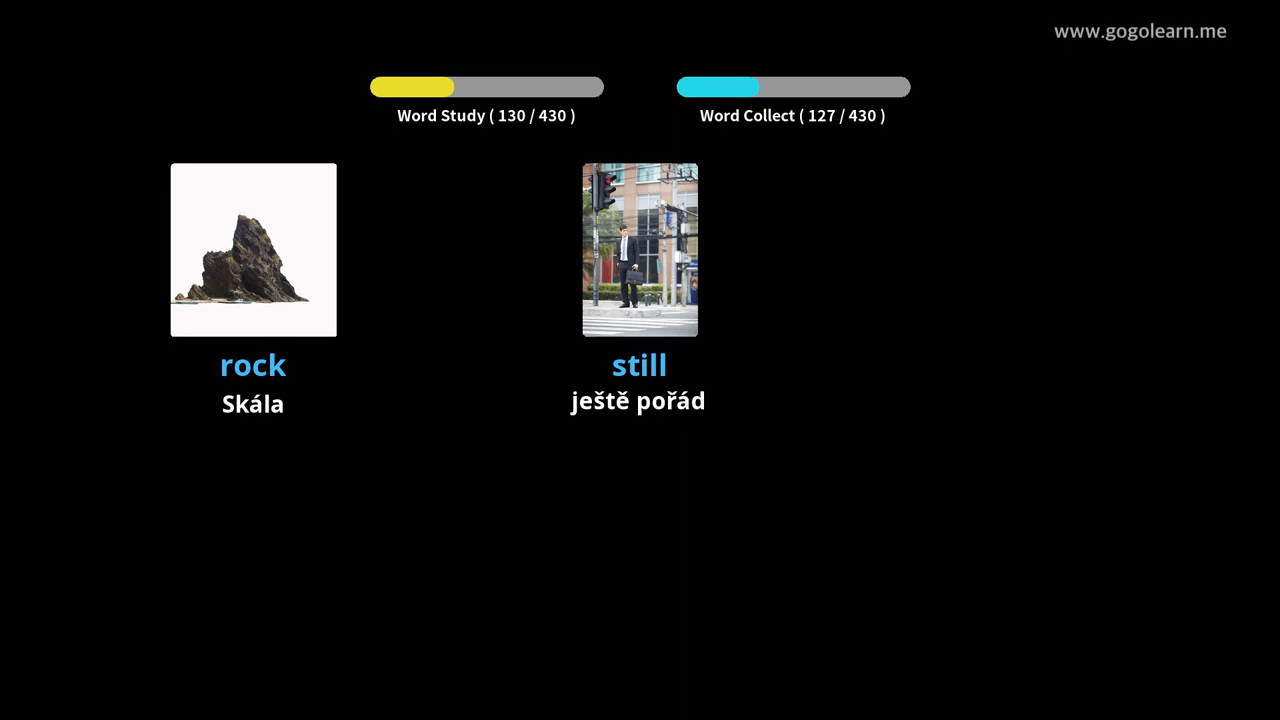 www.gogolearn.me
Word Study ( 130 / 430 )
Word Collect ( 127 / 430 )
rock
Skála
still
ještě pořád